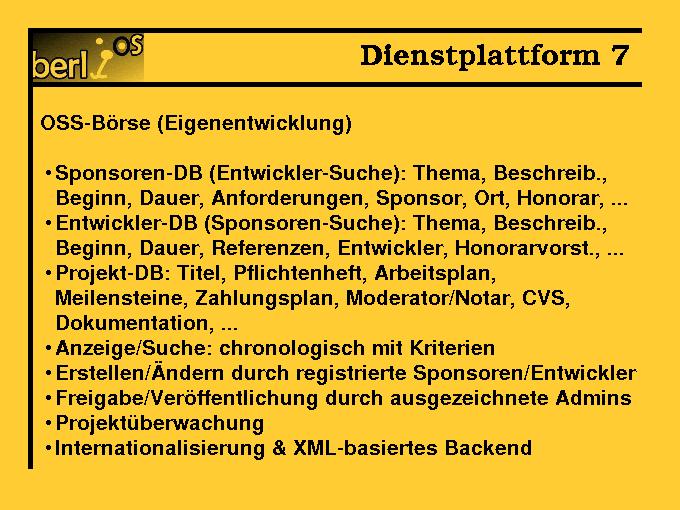 berliOS
Dienstplattform 7
OSS-Börse (Eigenentwicklung)
•Sponsoren-DB (Entwickler-Suche): Thema, Beschreib.,
Beginn, Dauer, Anforderungen, Sponsor, Ort, Honorar, ...
•Entwickler-DB (Sponsoren-Suche): Thema, Beschreib.,
Beginn, Dauer, Referenzen, Entwickler, Honorarvorst., ...
•Projekt-DB: Titel, Pflichtenheft, Arbeitsplan,
Meilensteine, Zahlungsplan, Moderator/Notar, CVS,
Dokumentation, ...
•Anzeige/Suche: chronologisch mit Kriterien
•Erstellen/Ändern durch registrierte Sponsoren/Entwickler
•Freigabe/Veröffentlichung durch ausgezeichnete Admins
•Projektüberwachung
•Internationalisierung & XML-basiertes Backend